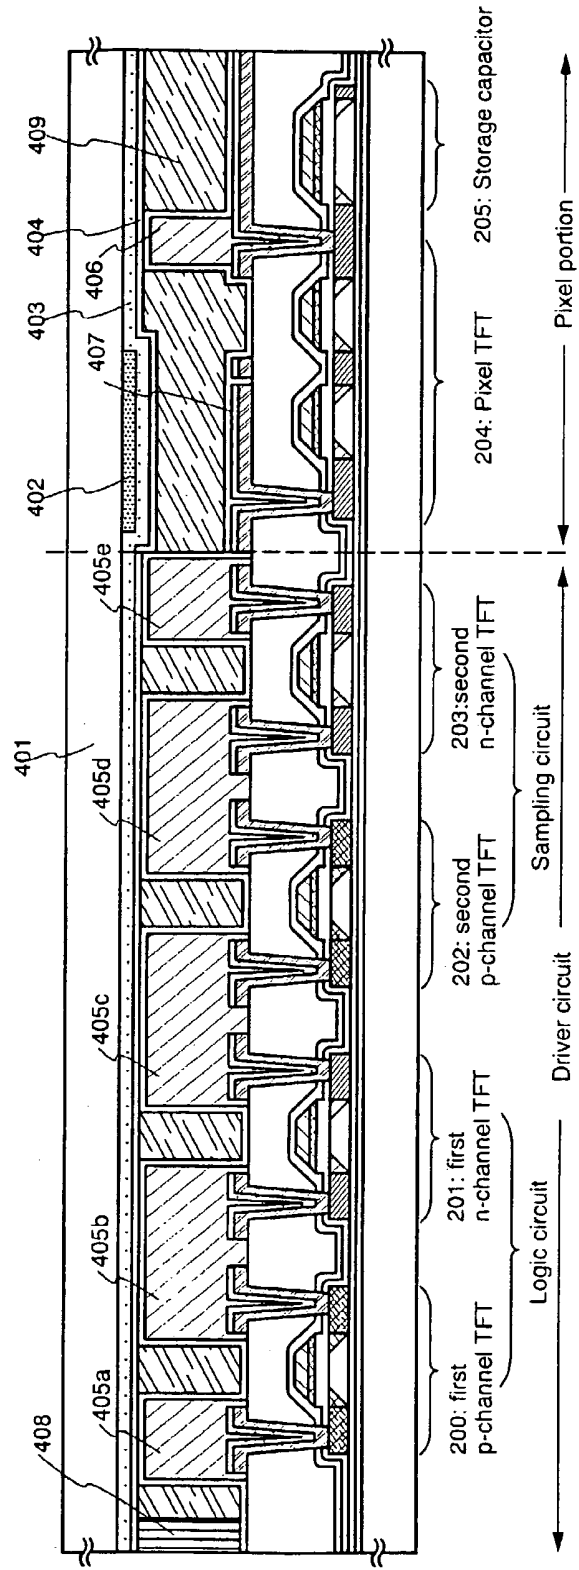 408
405a
405b
405c
405d
401
405e
402
407
403
406
404
409
200: first
p-channel TFT
201: first
n-channel TFT
202: second
p-channel TFT
203:second
n-channel TFT
204: Pixel TFT
205: Storage capacitor
Logic circuit
Sampling circuit
Driver circuit
Pixel portion